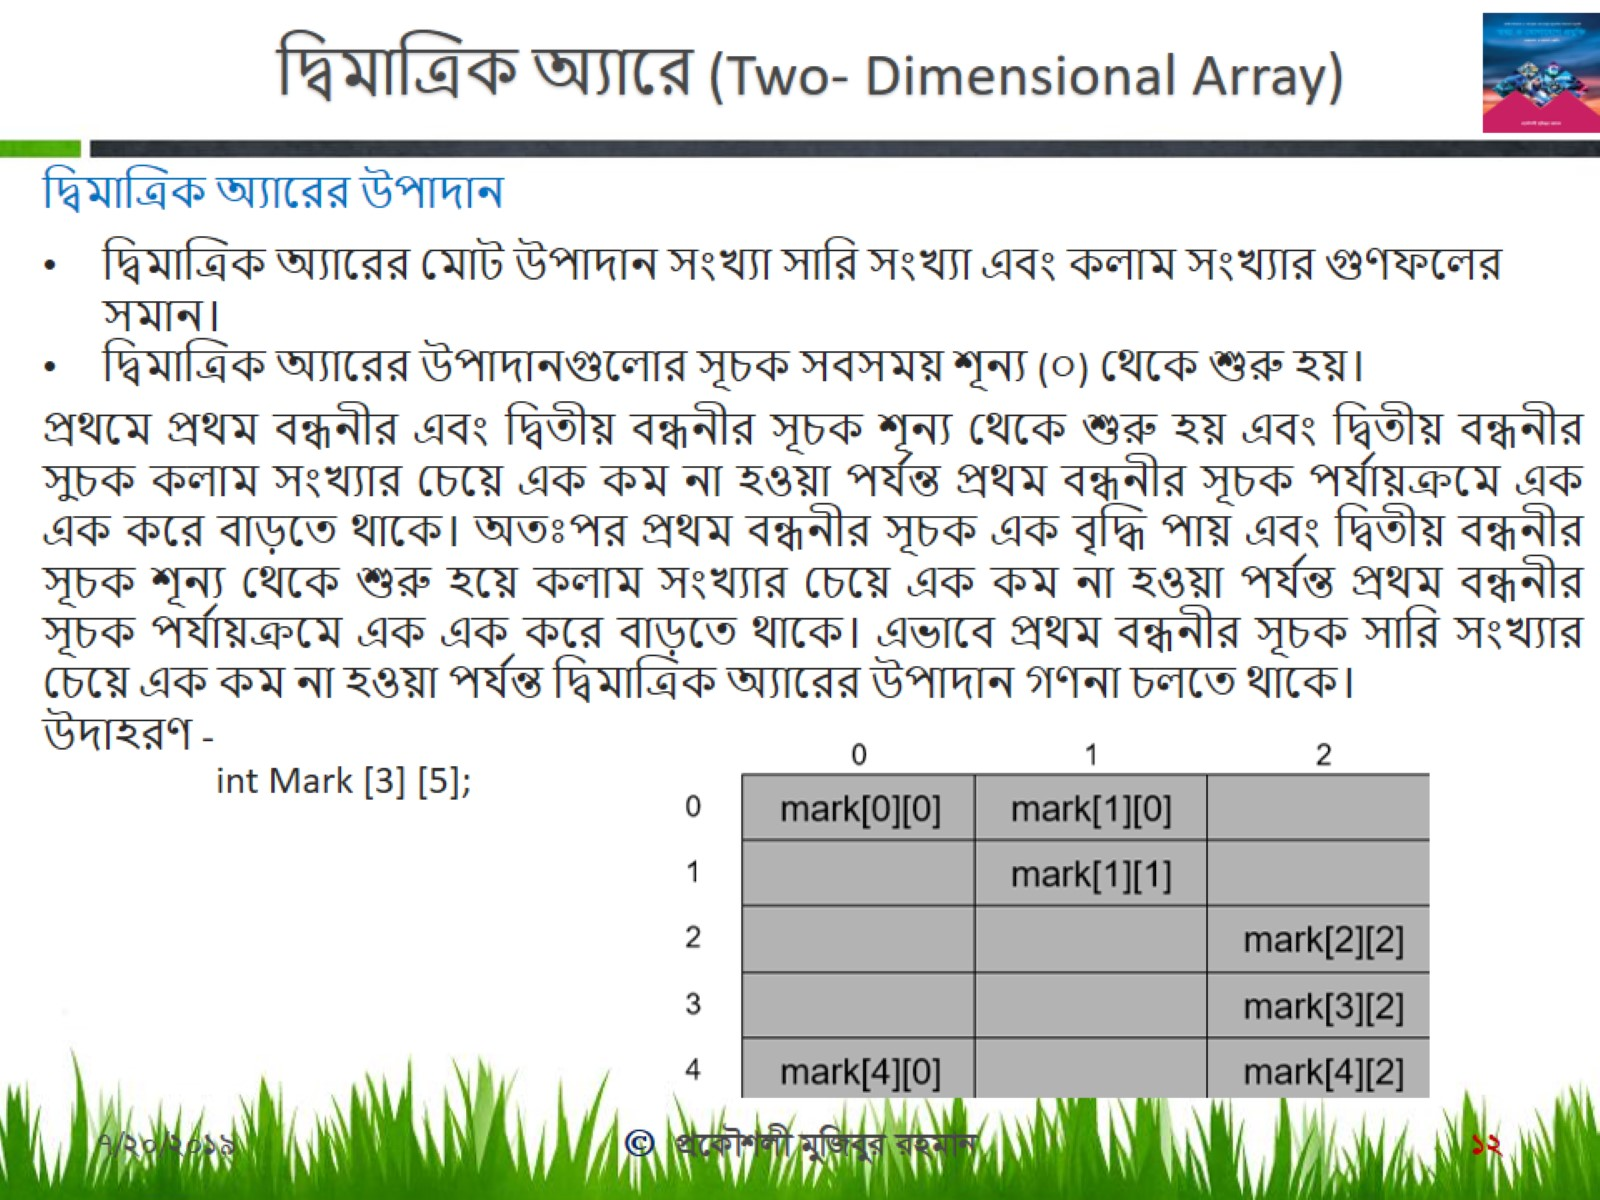 দ্বিমাত্রিক অ্যারে (Two- Dimensional Array)
দ্বিমাত্রিক অ্যারের উপাদান
• দ্বিমাত্রিক অ্যারের মোট উপাদান সংখ্যা সারি সংখ্যা এবং কলাম সংখ্যার গুণফলের
সমান।
• দ্বিমাত্রিক অ্যারের উপাদানগুলোর সূচক সবসময় শূন্য (০) থেকে শুরু হয়।
প্রথমে প্রথম বন্ধনীর এবং দ্বিতীয় বন্ধনীর সূচক শূন্য থেকে শুরু হয় এবং দ্বিতীয় বন্ধনীর
সুচক কলাম সংখ্যার চেয়ে এক কম না হওয়া পর্যন্ত প্রথম বন্ধনীর সূচক পর্যায়ক্রমে এক
এক করে বাড়তে থাকে। অতঃপর প্রথম বন্ধনীর সূচক এক বৃদ্ধি পায় এবং দ্বিতীয় বন্ধনীর
সূচক শূন্য থেকে শুরু হয়ে কলাম সংখ্যার চেয়ে এক কম না হওয়া পর্যন্ত প্রথম বন্ধনীর
সূচক পর্যায়ক্রমে এক এক করে বাড়তে থাকে। এভাবে প্রথম বন্ধনীর সূচক সারি সংখ্যার
চেয়ে এক কম না হওয়া পর্যন্ত দ্বিমাত্রিক অ্যারের উপাদান গণনা চলতে থাকে।
উদাহরণ -
int Mark [3] [5];
0 1 2
0 mark[0][0] mark[1][0]
1 mark[1][1]
2 mark[2][2]
3 mark[3][2]
4 mark[4][0] mark[4][2]
৭/২০/২০১৯ © প্রকৌশলী মুজিবুর রহমান ১২